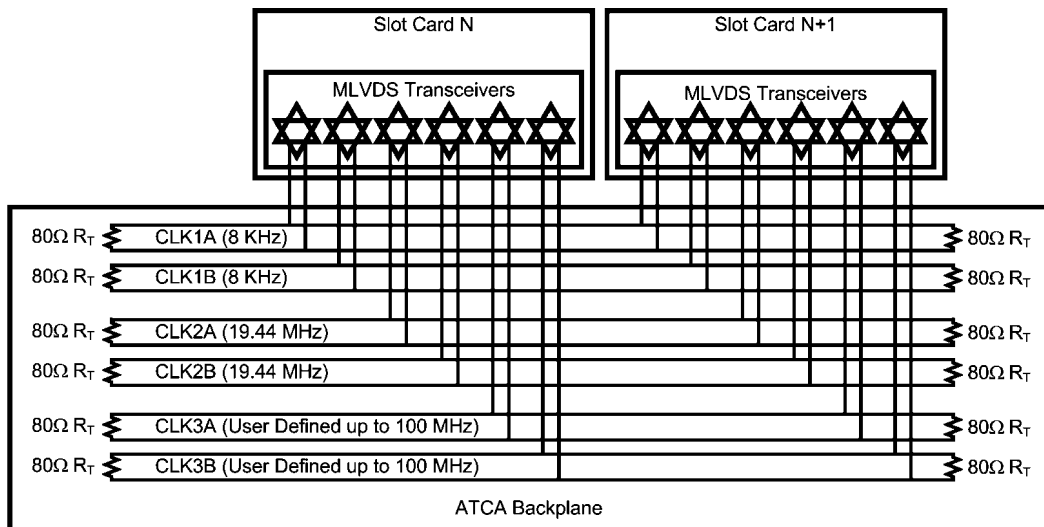 Slot Card N
Slot Card N+1
MLVDS Transceivers
MLVDS Transceivers
80Ω RT
CLK1A (8 KHz)
80Ω RT
80Ω RT
CLK1B (8 KHz)
80Ω RT
80Ω RT
CLK2A (19.44 MHz)
80Ω RT
80Ω RT
CLK2B (19.44 MHz)
80Ω RT
80Ω RT
CLK3A (User Defined up to 100 MHz)
80Ω RT
80Ω RT
CLK3B (User Defined up to 100 MHz)
80Ω RT
ATCA Backplane